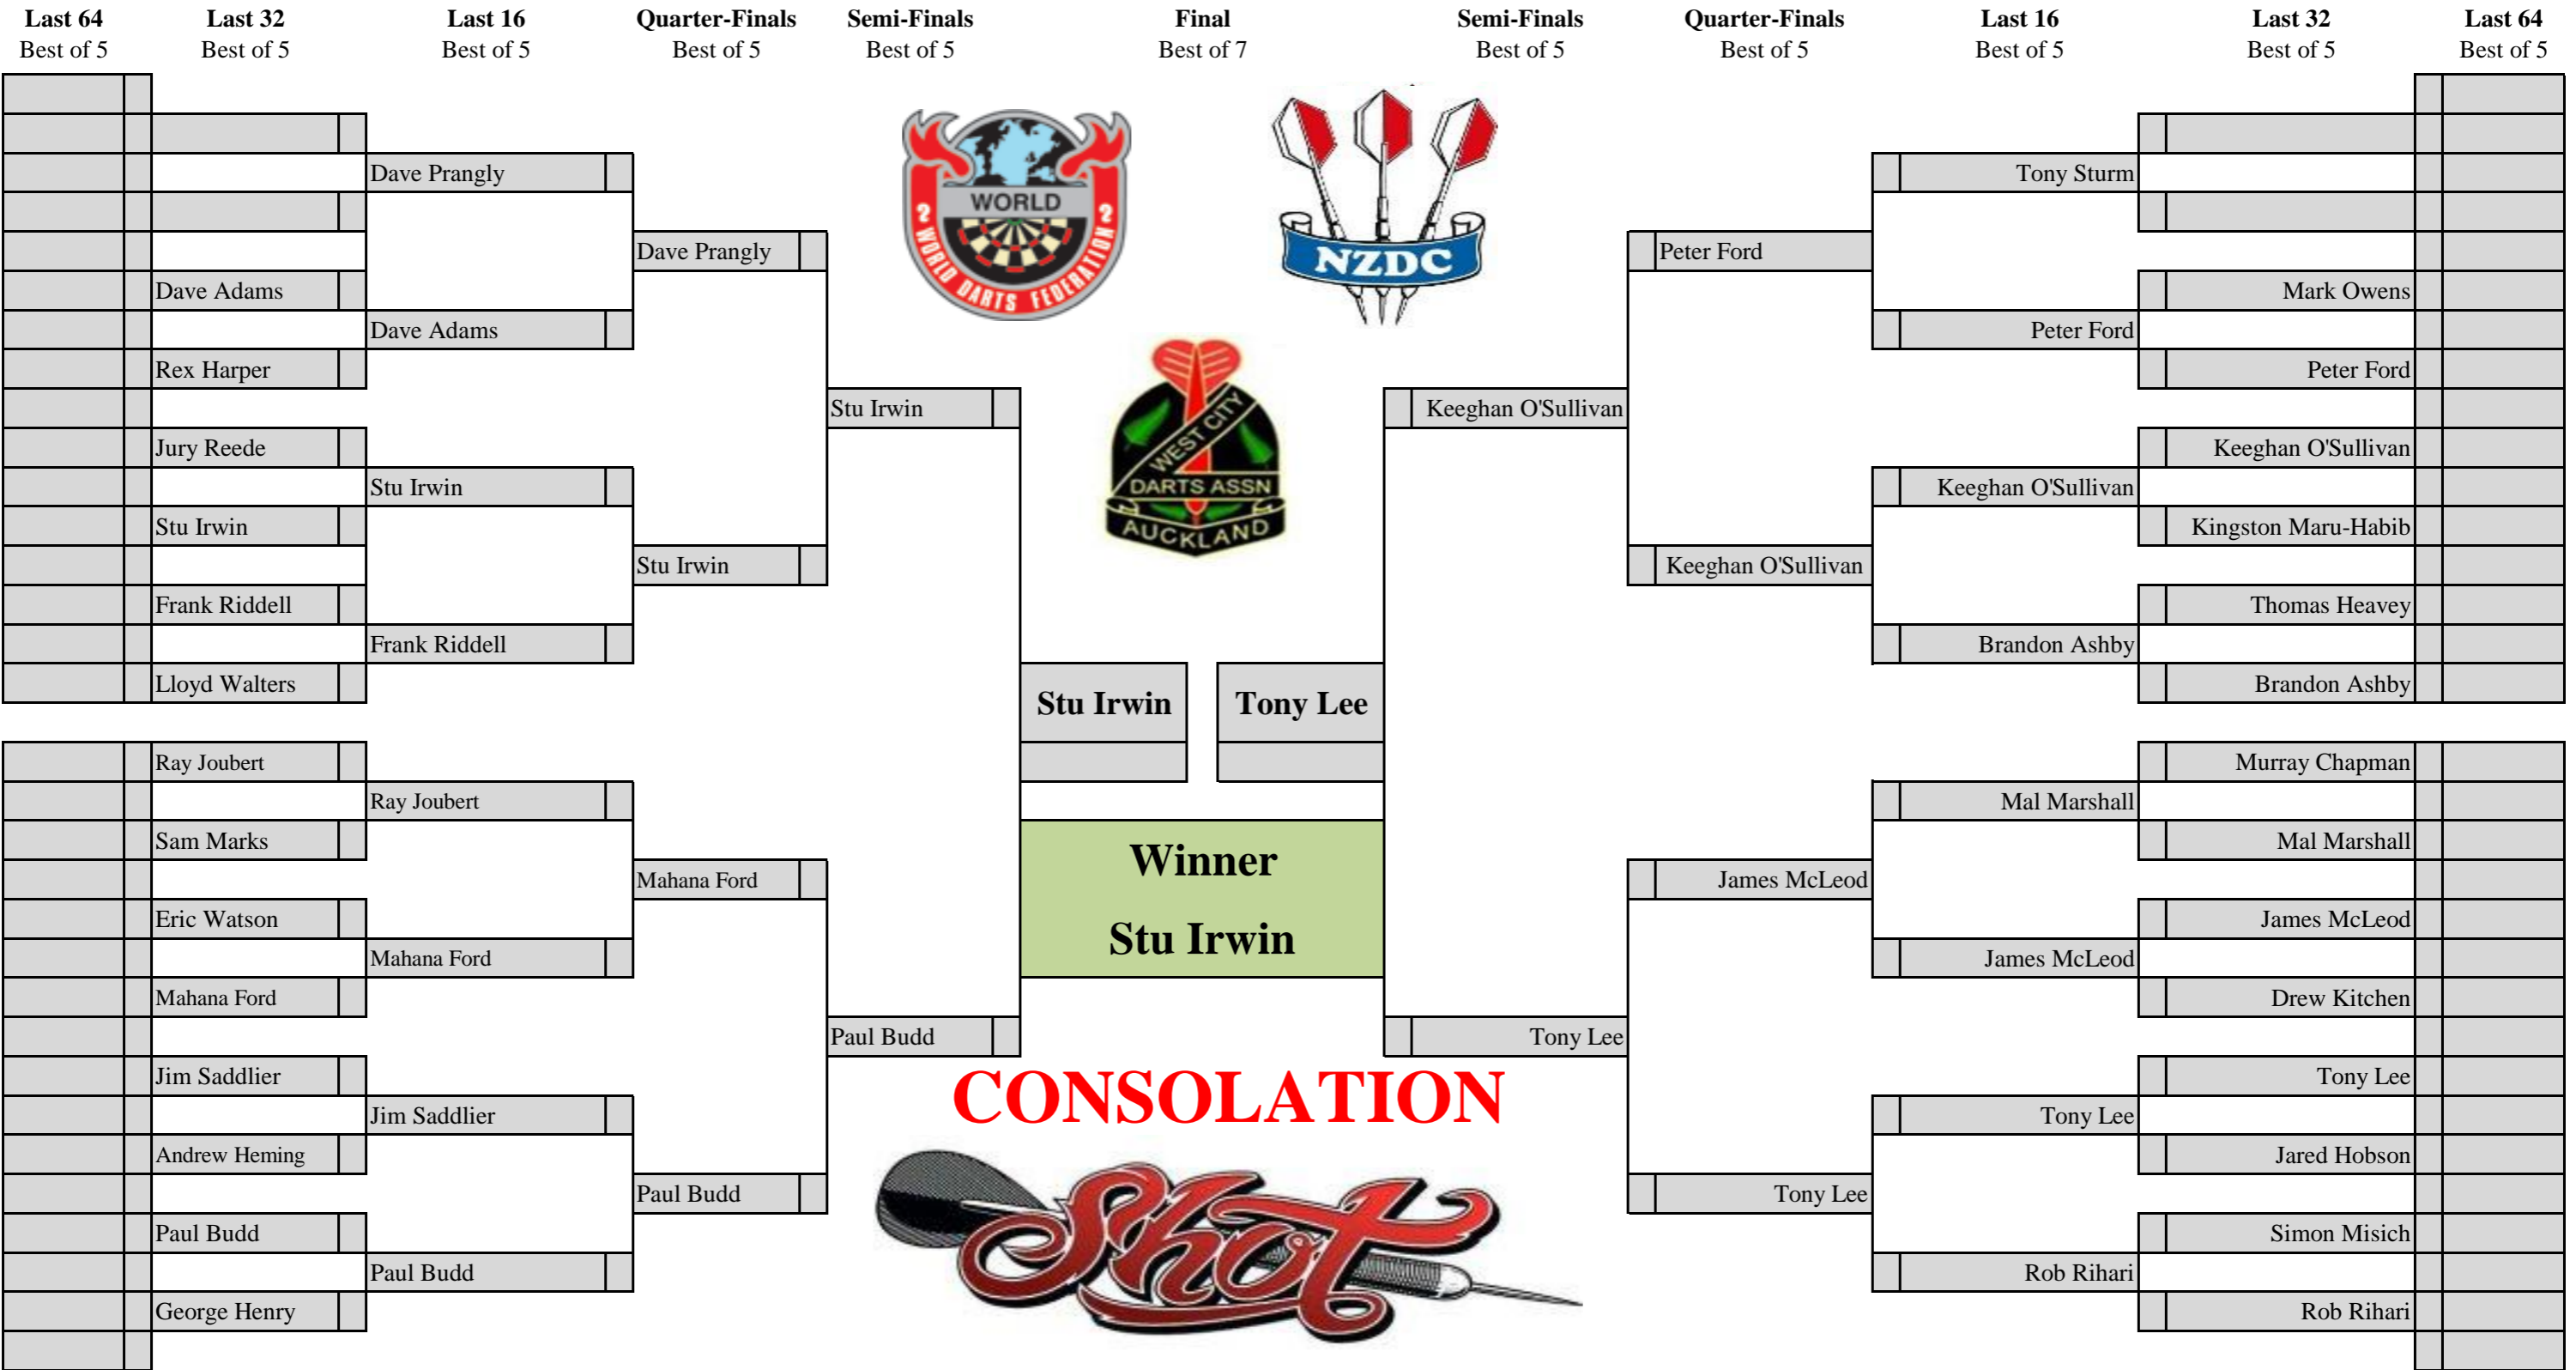 Last 64 Last 32 Last 16 Quarter-Finals Semi-Finals Final Semi-Finals Quarter-Finals Last 16 Last 32 Last 64
Best of 5 Best of 5 Best of 5 Best of 5 Best of 5 Best of 7 Best of 5 Best of 5 Best of 5 Best of 5 Best of 5
Dave Prangly Tony Sturm
WORLD
WORLD DARTS FEDERATION
NZDC
Dave Prangly Peter Ford
Dave Adams Mark Owens
Dave Adams Peter Ford
Rex Harper Peter Ford
Stu Irwin Keeghan O'Sullivan
WEST CITY
DARTS ASSN
AUCKLAND
Jury Reede Keeghan O'Sullivan
Stu Irwin Keeghan O'Sullivan
Stu Irwin Kingston Maru-Habib
Stu Irwin Keeghan O'Sullivan
Frank Riddell Thomas Heavey
Frank Riddell Brandon Ashby
Lloyd Walters Brandon Ashby
Stu Irwin Tony Lee
Ray Joubert Murray Chapman
Ray Joubert Mal Marshall
Sam Marks Mal Marshall
Winner
Mahana Ford James McLeod
Eric Watson James McLeod
Stu Irwin
Mahana Ford James McLeod
Mahana Ford Drew Kitchen
Paul Budd Tony Lee
Jim Saddlier Tony Lee
CONSOLATION
Jim Saddlier Tony Lee
Andrew Heming Jared Hobson
Paul Budd Tony Lee
Paul Budd Simon Misich
Shot
Paul Budd Rob Rihari
George Henry Rob Rihari